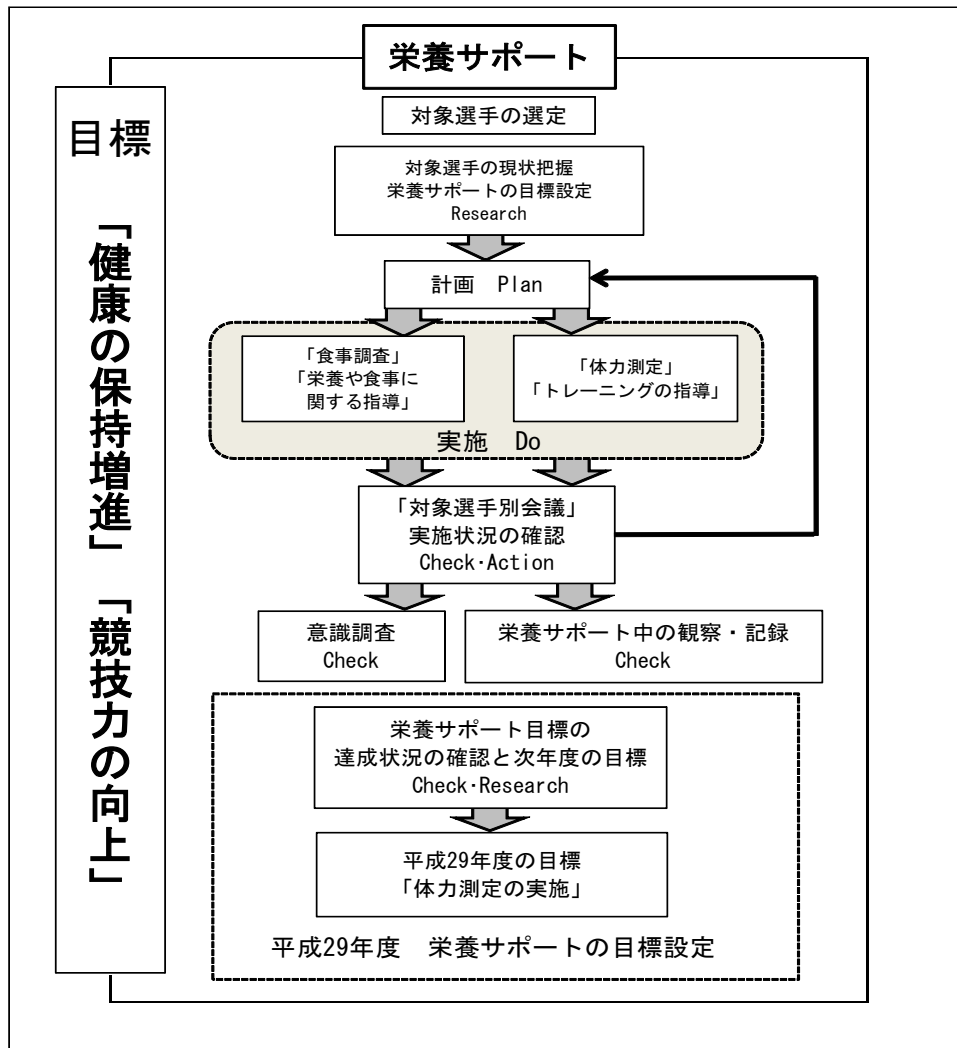 栄養サポート
目標
「健康の保持増進」「競技力の向上」
対象選手の選定
対象選手の現状把握
栄養サポートの目標設定
Research
計画　Plan
「食事調査」
「栄養や食事に
関する指導」
「体力測定」
「トレーニングの指導」
実施　Do
「対象選手別会議」
実施状況の確認
Check・Action
意識調査
Check
栄養サポート中の観察・記録
Check
栄養サポート目標の
達成状況の確認と次年度の目標
Check・Research
平成29年度の目標
「体力測定の実施」
平成29年度　栄養サポートの目標設定